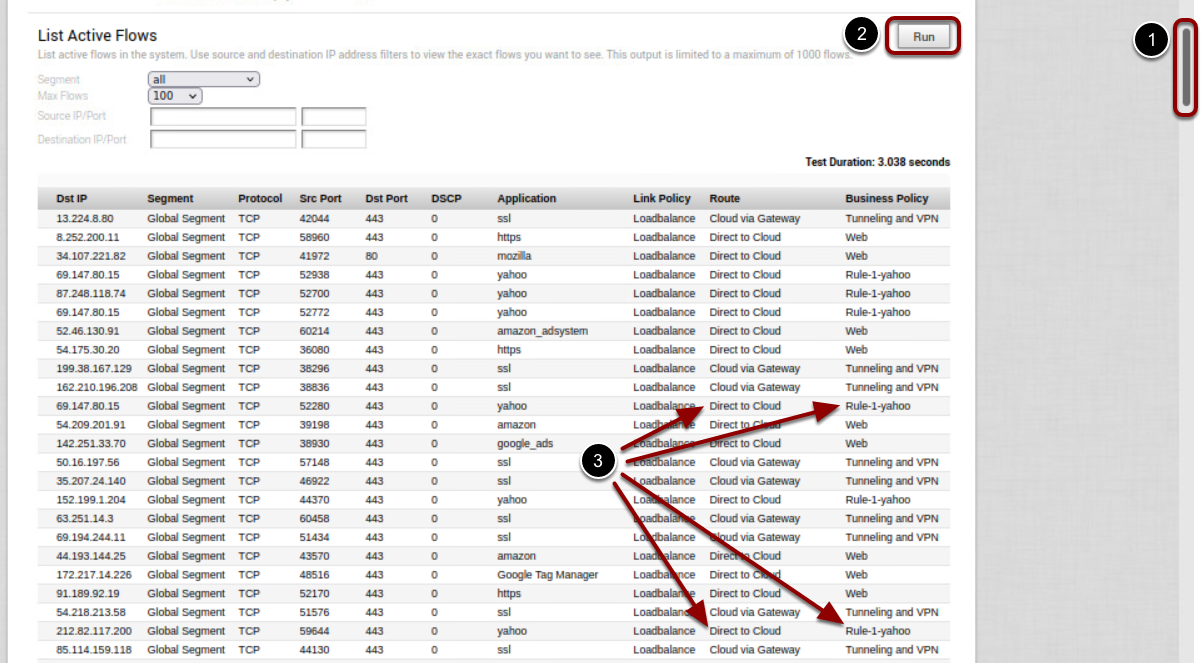 List Active Flows
2
Run
1
List active flows in the system. Use source and destination IP address filters to view the exact flows you want to see. This output is limited to a maximum of 1000 flows.
Segment all
Max Flows 100
Source IP/Port
Destination IP/Port
Test Duration: 3.038 seconds
Dst IP Segment Protocol Src Port Dst Port DSCP Application Link Policy Route Business Policy
13.224.8.80 Global Segment TCP 42044 443 0 ssl Loadbalance Cloud via Gateway Tunneling and VPN
8.252.200.11 Global Segment TCP 58960 443 0 https Loadbalance Direct to Cloud Web
34.107.221.82 Global Segment TCP 41972 80 0 mozilla Loadbalance Direct to Cloud Web
69.147.80.15 Global Segment TCP 52938 443 0 yahoo Loadbalance Direct to Cloud Rule-1-yahoo
87.248.118.74 Global Segment TCP 52700 443 0 yahoo Loadbalance Direct to Cloud Rule-1-yahoo
69.147.80.15 Global Segment TCP 52772 443 0 yahoo Loadbalance Direct to Cloud Rule-1-yahoo
52.46.130.91 Global Segment TCP 60214 443 0 amazon_adsystem Loadbalance Direct to Cloud Web
54.175.30.20 Global Segment TCP 36080 443 0 https Loadbalance Direct to Cloud Web
199.38.167.129 Global Segment TCP 38296 443 0 ssl Loadbalance Cloud via Gateway Tunneling and VPN
162.210.196.208 Global Segment TCP 38836 443 0 ssl Loadbalance Cloud via Gateway Tunneling and VPN
69.147.80.15 Global Segment TCP 52280 443 0 yahoo Loadbalance Direct to Cloud Rule-1-yahoo
54.209.201.91 Global Segment TCP 39198 443 0 amazon Loadbalance Direct to Cloud Web
142.251.33.70 Global Segment TCP 38930 443 0 google_ads Loadbalance Direct to Cloud Web
3
50.16.197.56 Global Segment TCP 57148 443 0 ssl Loadbalance Cloud via Gateway Tunneling and VPN
35.207.24.140 Global Segment TCP 46922 443 0 ssl Loadbalance Cloud via Gateway Tunneling and VPN
152.199.1.204 Global Segment TCP 44370 443 0 yahoo Loadbalance Direct to Cloud Rule-1-yahoo
63.251.14.3 Global Segment TCP 60458 443 0 ssl Loadbalance Cloud via Gateway Tunneling and VPN
69.194.244.11 Global Segment TCP 51434 443 0 ssl Loadbalance Cloud via Gateway Tunneling and VPN
44.193.144.25 Global Segment TCP 43570 443 0 amazon Loadbalance Direct to Cloud Web
172.217.14.226 Global Segment TCP 48516 443 0 Google Tag Manager Loadbalance Direct to Cloud Web
91.189.92.19 Global Segment TCP 52170 443 0 https Loadbalance Direct to Cloud Web
54.218.213.58 Global Segment TCP 51576 443 0 ssl Loadbalance Cloud via Gateway Tunneling and VPN
212.82.117.200 Global Segment TCP 59644 443 0 yahoo Loadbalance Direct to Cloud Rule-1-yahoo
85.114.159.118 Global Segment TCP 44130 443 0 ssl Loadbalance Cloud via Gateway Tunneling and VPN